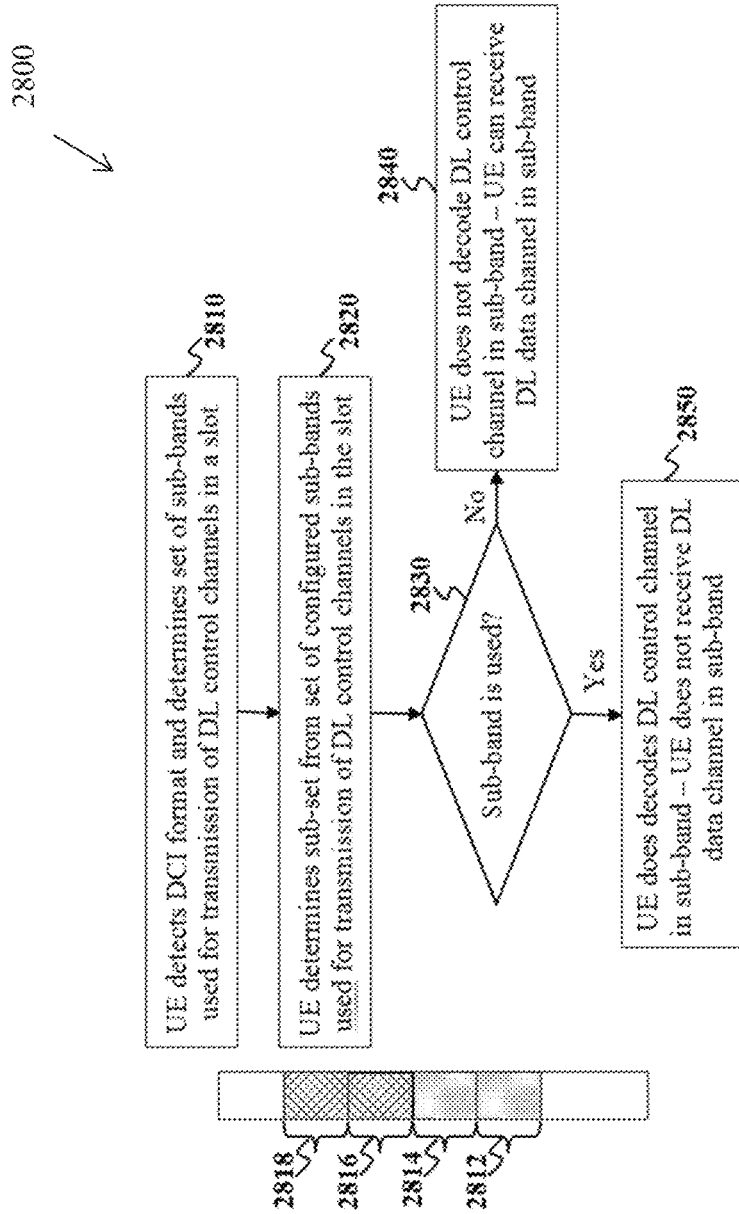 2800
UE detects DCI format and determines set of sub-bands
used for transmission of DL control channels in a slot
2810
UE determines sub-set from set of configured sub-bands
used for transmission of DL control channels in the slot
2820
2830
Sub-band is used?
No
2840
UE does not decode DL control
channel in sub-band – UE can receive
DL data channel in sub-band
Yes
2850
UE does decodes DL control channel
in sub-band – UE does not receive DL
data channel in sub-band
2818
2816
2814
2812